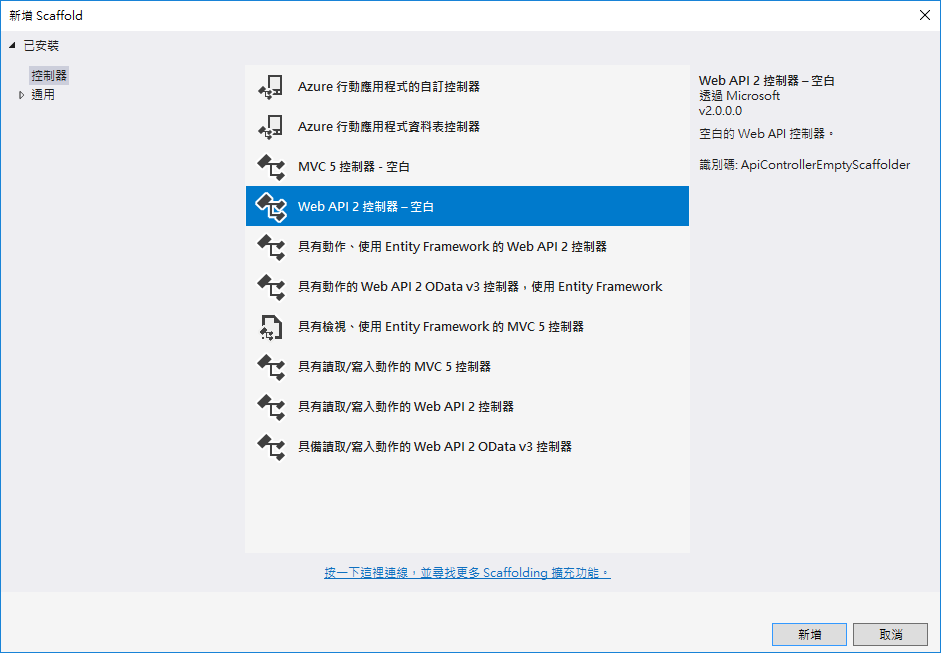 新增 Scaffold
已安裝
控制器
通用
Azure 行動應用程式的自訂控制器
Azure 行動應用程式資料表控制器
MVC 5 控制器 - 空白
Web API 2 控制器 – 空白
具有動作、使用 Entity Framework 的 Web API 2 控制器
具有動作的 Web API 2 OData v3 控制器，使用 Entity Framework
具有檢視、使用 Entity Framework 的 MVC 5 控制器
具有讀取/寫入動作的 MVC 5 控制器
具有讀取/寫入動作的 Web API 2 控制器
具備讀取/寫入動作的 Web API 2 OData v3 控制器
按一下這裡連線，並尋找更多 Scaffolding 擴充功能。
Web API 2 控制器 – 空白
透過 Microsoft
v2.0.0.0
空白的 Web API 控制器。
識別碼: ApiControllerEmptyScaffolder
新增
取消